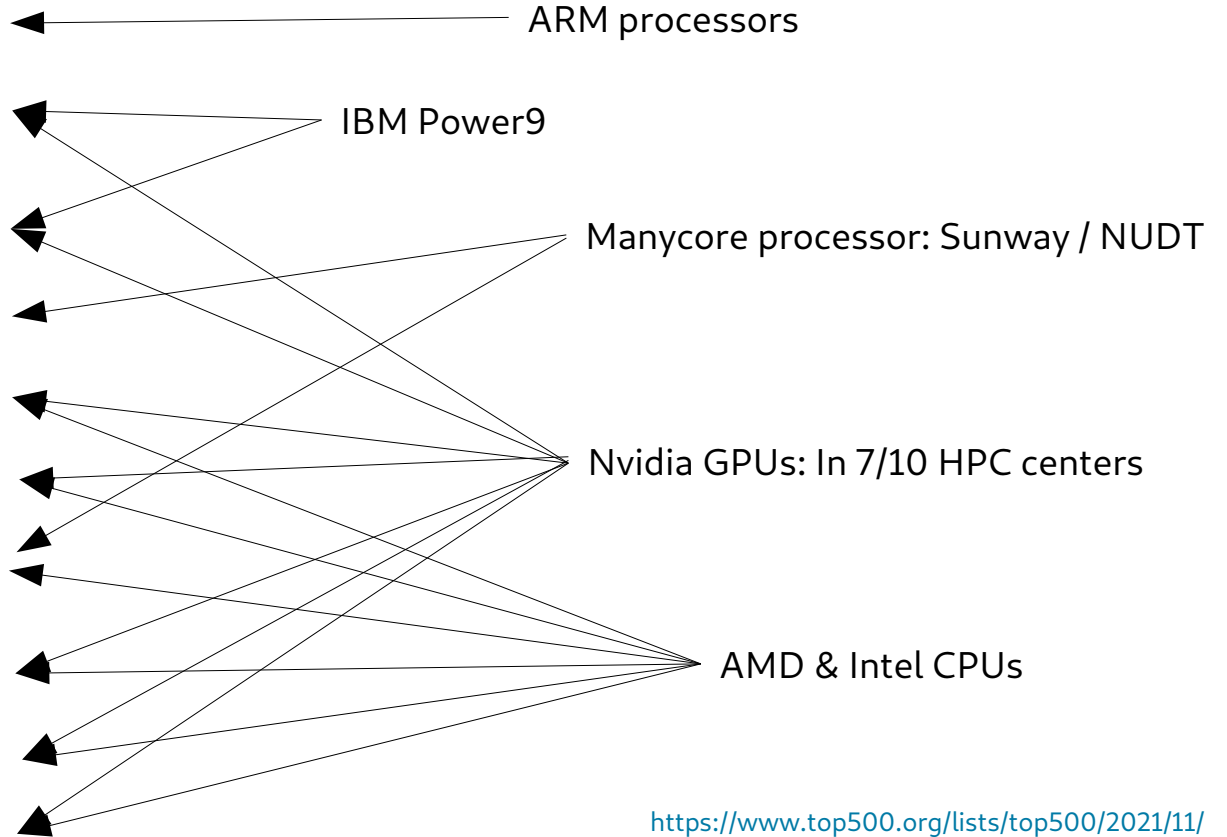 ARM processors
IBM Power9
Manycore processor: Sunway / NUDT
Nvidia GPUs: In 7/10 HPC centers
AMD & Intel CPUs
https://www.top500.org/lists/top500/2021/11/